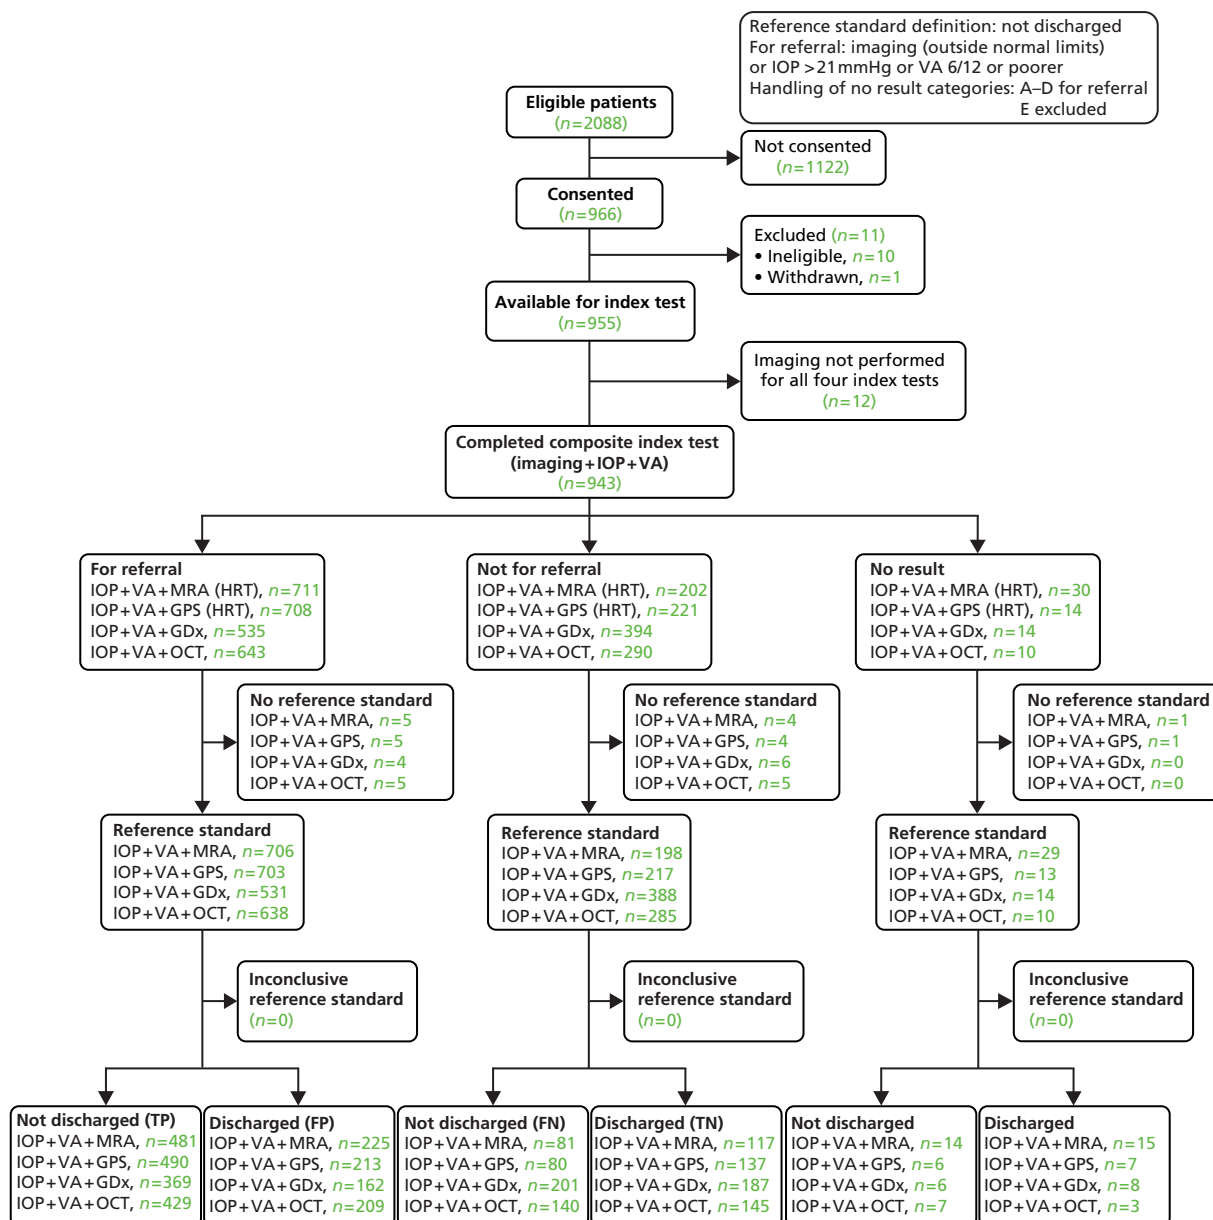 Reference standard definition: not discharged
For referral: imaging (outside normal limits)
or IOP >21 mmHg or VA 6/12 or poorer
Handling of no result categories: A–D for referral
E excluded
Eligible patients
(n=2088)
Not consented
(n=1122)
Consented
(n=966)
Excluded (n=11)
• Ineligible, n=10
• Withdrawn, n=1
Available for index test
(n=955)
Imaging not performed
for all four index tests
(n=12)
Completed composite index test
(imaging+IOP+VA)
(n=943)
For referral
IOP+VA+MRA (HRT), n=711
IOP+VA+GPS (HRT), n=708
IOP+VA+GDx, n=535
IOP+VA+OCT, n=643
Not for referral
IOP+VA+MRA (HRT), n=202
IOP+VA+GPS (HRT), n=221
IOP+VA+GDx, n=394
IOP+VA+OCT, n=290
No result
IOP+VA+MRA (HRT), n=30
IOP+VA+GPS (HRT), n=14
IOP+VA+GDx, n=14
IOP+VA+OCT, n=10
No reference standard
IOP+VA+MRA, n=5
IOP+VA+GPS, n=5
IOP+VA+GDx, n=4
IOP+VA+OCT, n=5
No reference standard
IOP+VA+MRA, n=4
IOP+VA+GPS, n=4
IOP+VA+GDx, n=6
IOP+VA+OCT, n=5
No reference standard
IOP+VA+MRA, n=1
IOP+VA+GPS, n=1
IOP+VA+GDx, n=0
IOP+VA+OCT, n=0
Reference standard
IOP+VA+MRA, n=706
IOP+VA+GPS, n=703
IOP+VA+GDx, n=531
IOP+VA+OCT, n=638
Reference standard
IOP+VA+MRA, n=198
IOP+VA+GPS, n=217
IOP+VA+GDx, n=388
IOP+VA+OCT, n=285
Reference standard
IOP+VA+MRA, n=29
IOP+VA+GPS, n=13
IOP+VA+GDx, n=14
IOP+VA+OCT, n=10
Inconclusive
reference standard
(n=0)
Inconclusive
reference standard
(n=0)
Inconclusive
reference standard
(n=0)
Not discharged (TP)
IOP+VA+MRA, n=481
IOP+VA+GPS, n=490
IOP+VA+GDx, n=369
IOP+VA+OCT, n=429
Discharged (FP)
IOP+VA+MRA, n=225
IOP+VA+GPS, n=213
IOP+VA+GDx, n=162
IOP+VA+OCT, n=209
Not discharged (FN)
IOP+VA+MRA, n=81
IOP+VA+GPS, n=80
IOP+VA+GDx, n=201
IOP+VA+OCT, n=140
Discharged (TN)
IOP+VA+MRA, n=117
IOP+VA+GPS, n=137
IOP+VA+GDx, n=187
IOP+VA+OCT, n=145
Not discharged
IOP+VA+MRA, n=14
IOP+VA+GPS, n=6
IOP+VA+GDx, n=6
IOP+VA+OCT, n=7
Discharged
IOP+VA+MRA, n=15
IOP+VA+GPS, n=7
IOP+VA+GDx, n=8
IOP+VA+OCT, n=3